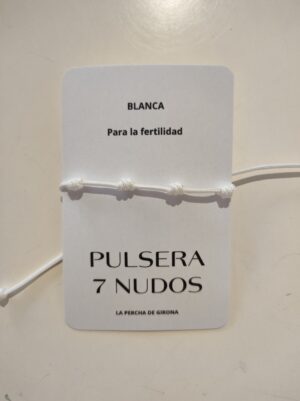 BLANCA
Para la fertilidad
PULSERA
7 NUDOS
LA PERCHA DE GIRONA